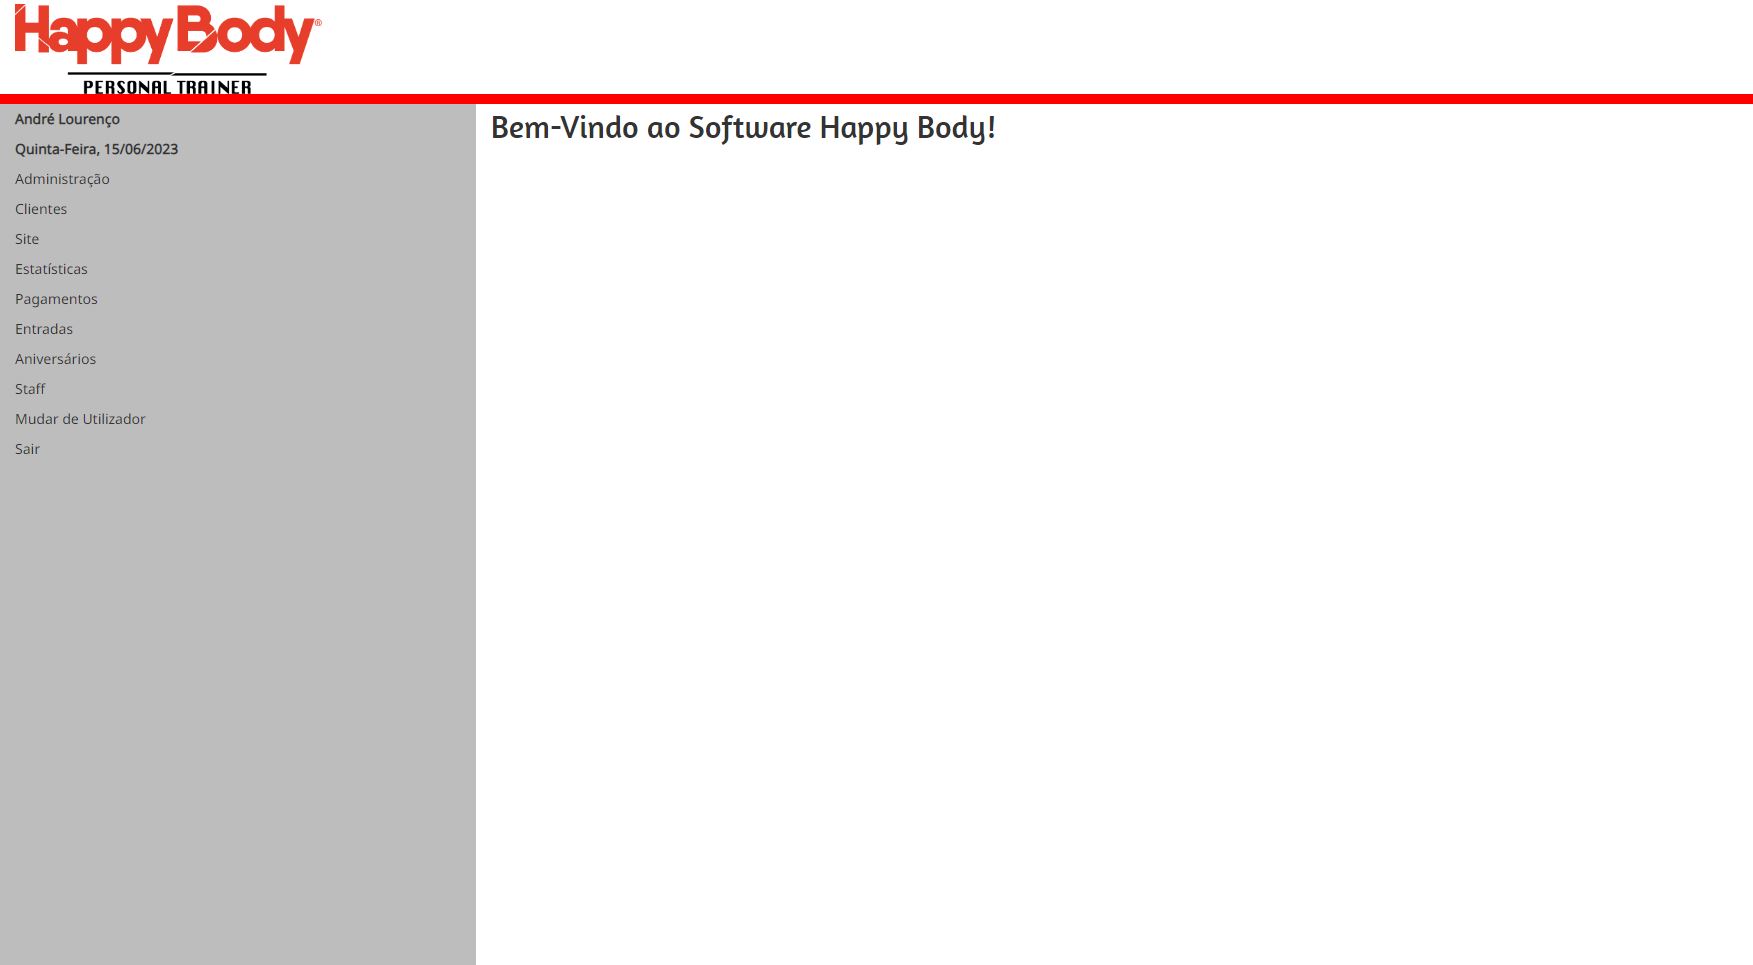 HappyBody®
PERSONAL TRAINER
André Lourenço
Quinta-Feira, 15/06/2023
Administração
Clientes
Site
Estatísticas
Pagamentos
Entradas
Aniversários
Staff
Mudar de Utilizador
Sair
Bem-Vindo ao Software Happy Body!